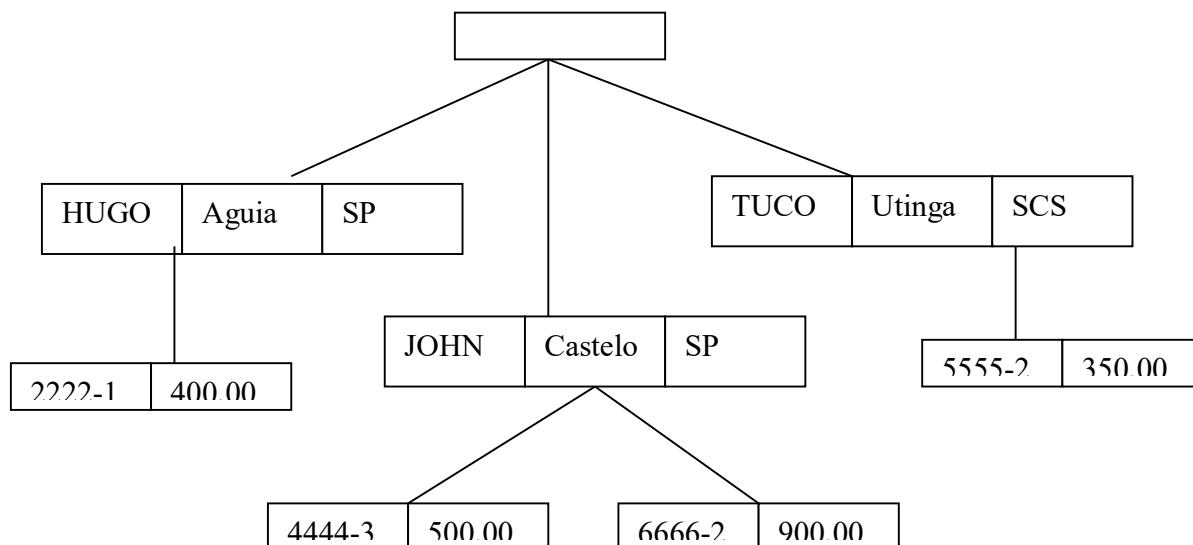 HUGO Aguia SP
TUCO Utinga SCS
JOHN Castelo SP
2222-1 400.00
5555-2 350.00
4444-3 500.00
6666-2 900.00